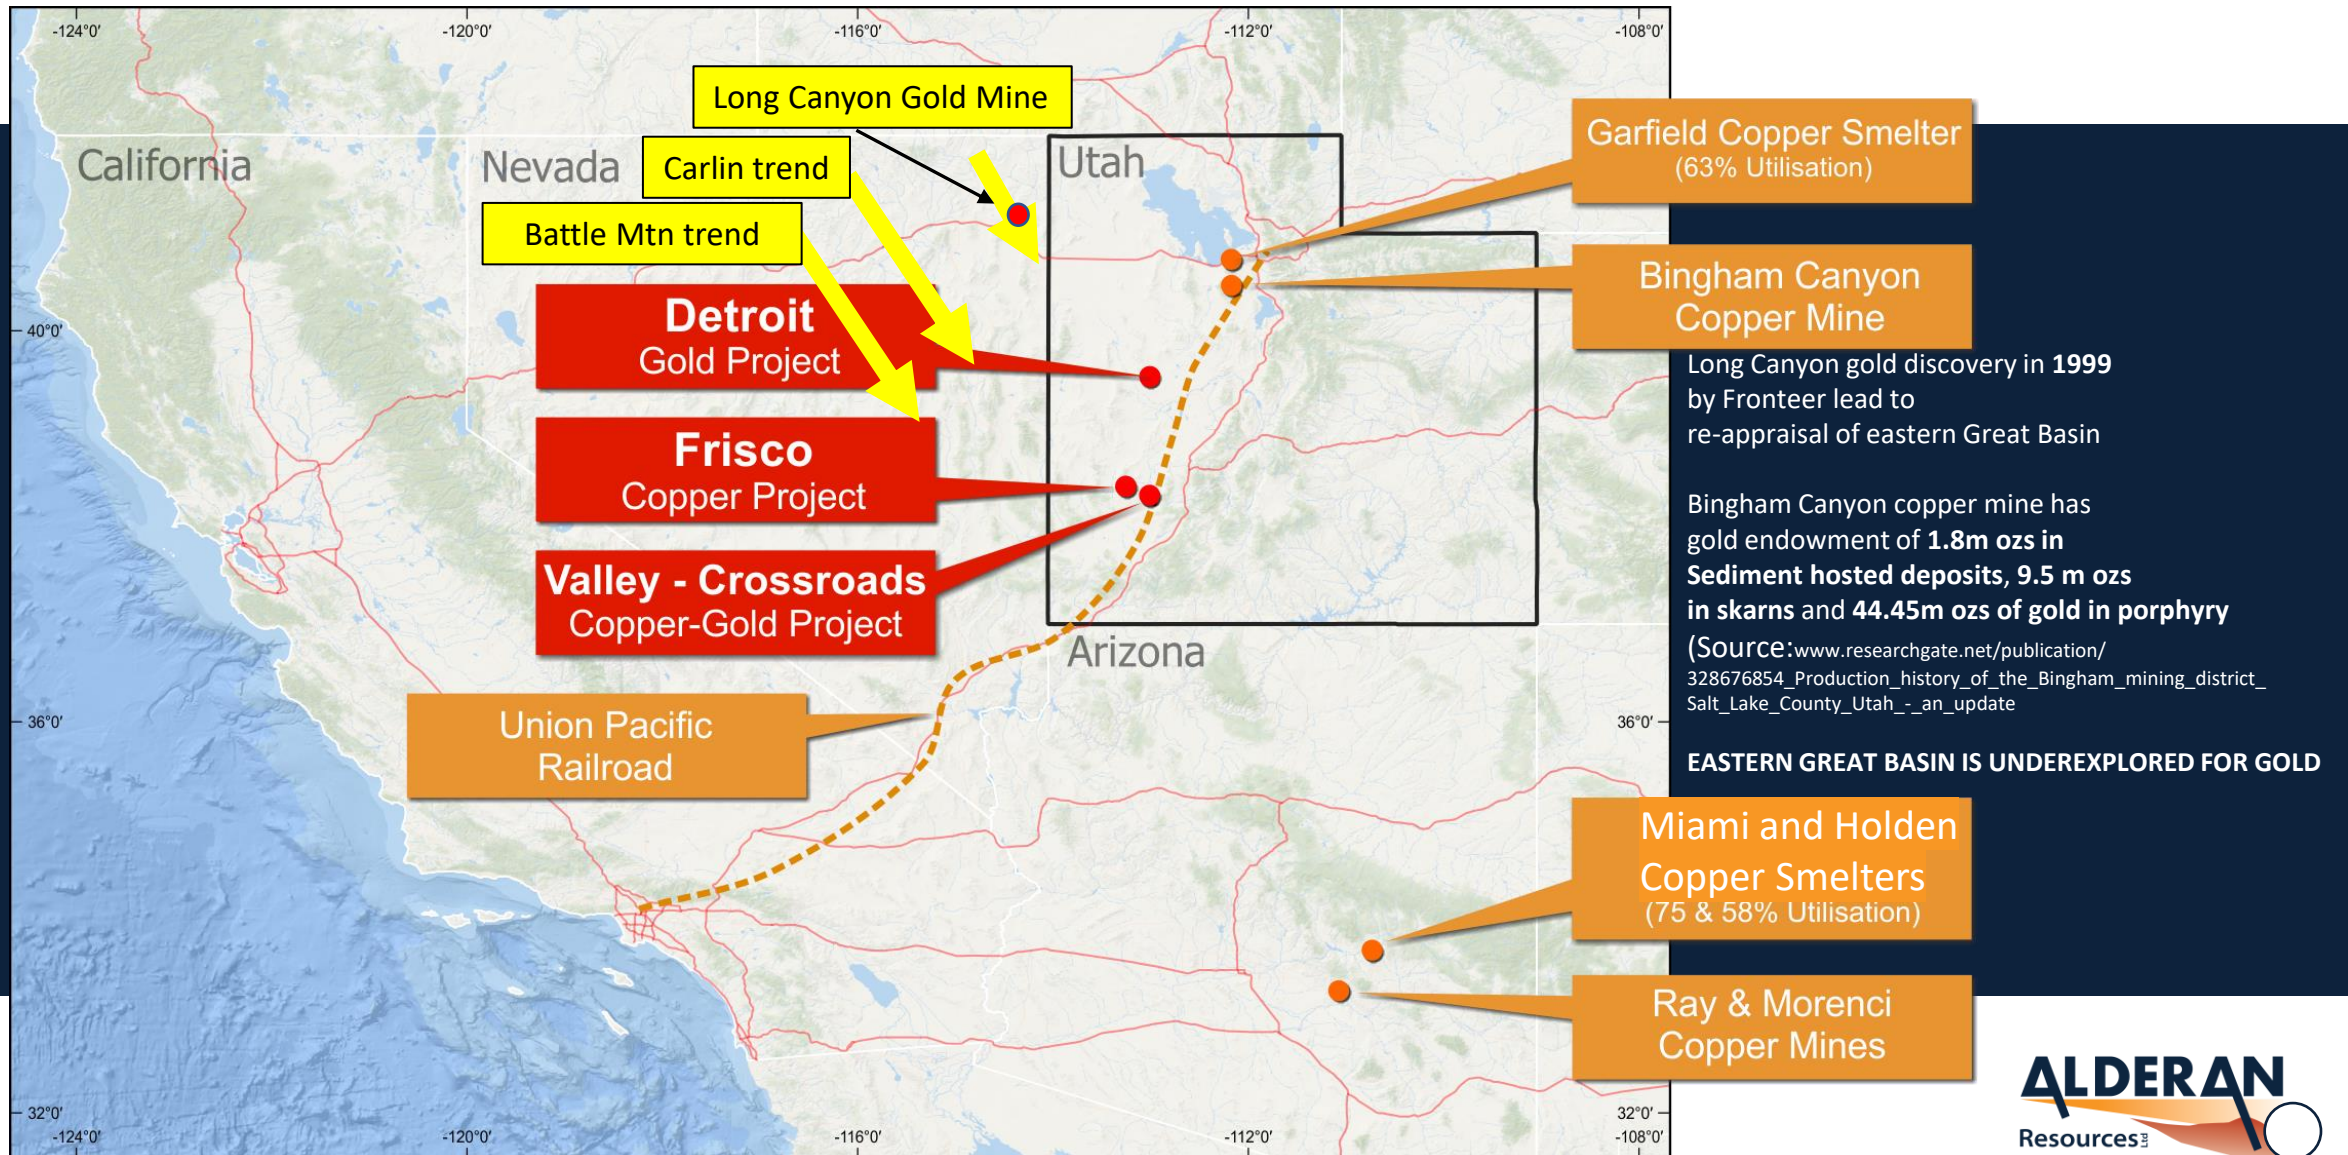 -124°0'
-120°0'
-116°0'
-112°0'
-108°0'
Long Canyon Gold Mine
California
Nevada
Carlin trend
Utah
Battle Mtn trend
Garfield Copper Smelter
(63% Utilisation)
Bingham Canyon
Copper Mine
40°0'
Detroit
Gold Project
Frisco
Copper Project
Valley - Crossroads
Copper-Gold Project
Arizona
Union Pacific
Railroad
36°0'
36°0'
Long Canyon gold discovery in 1999
by Fronteer lead to
re-appraisal of eastern Great Basin
Bingham Canyon copper mine has
gold endowment of 1.8m ozs in
Sediment hosted deposits, 9.5 m ozs
in skarns and 44.45m ozs of gold in porphyry
(Source:www.researchgate.net/publication/
328676854_Production_history_of_the_Bingham_mining_district_
Salt_Lake_County_Utah_-_an_update
EASTERN GREAT BASIN IS UNDEREXPLORED FOR GOLD
Miami and Holden
Copper Smelters
(75 & 58% Utilisation)
Ray & Morenci
Copper Mines
32°0'
32°0'
-124°0'
-120°0'
-116°0'
-112°0'
-108°0'
ALDERAN
Resources Ltd